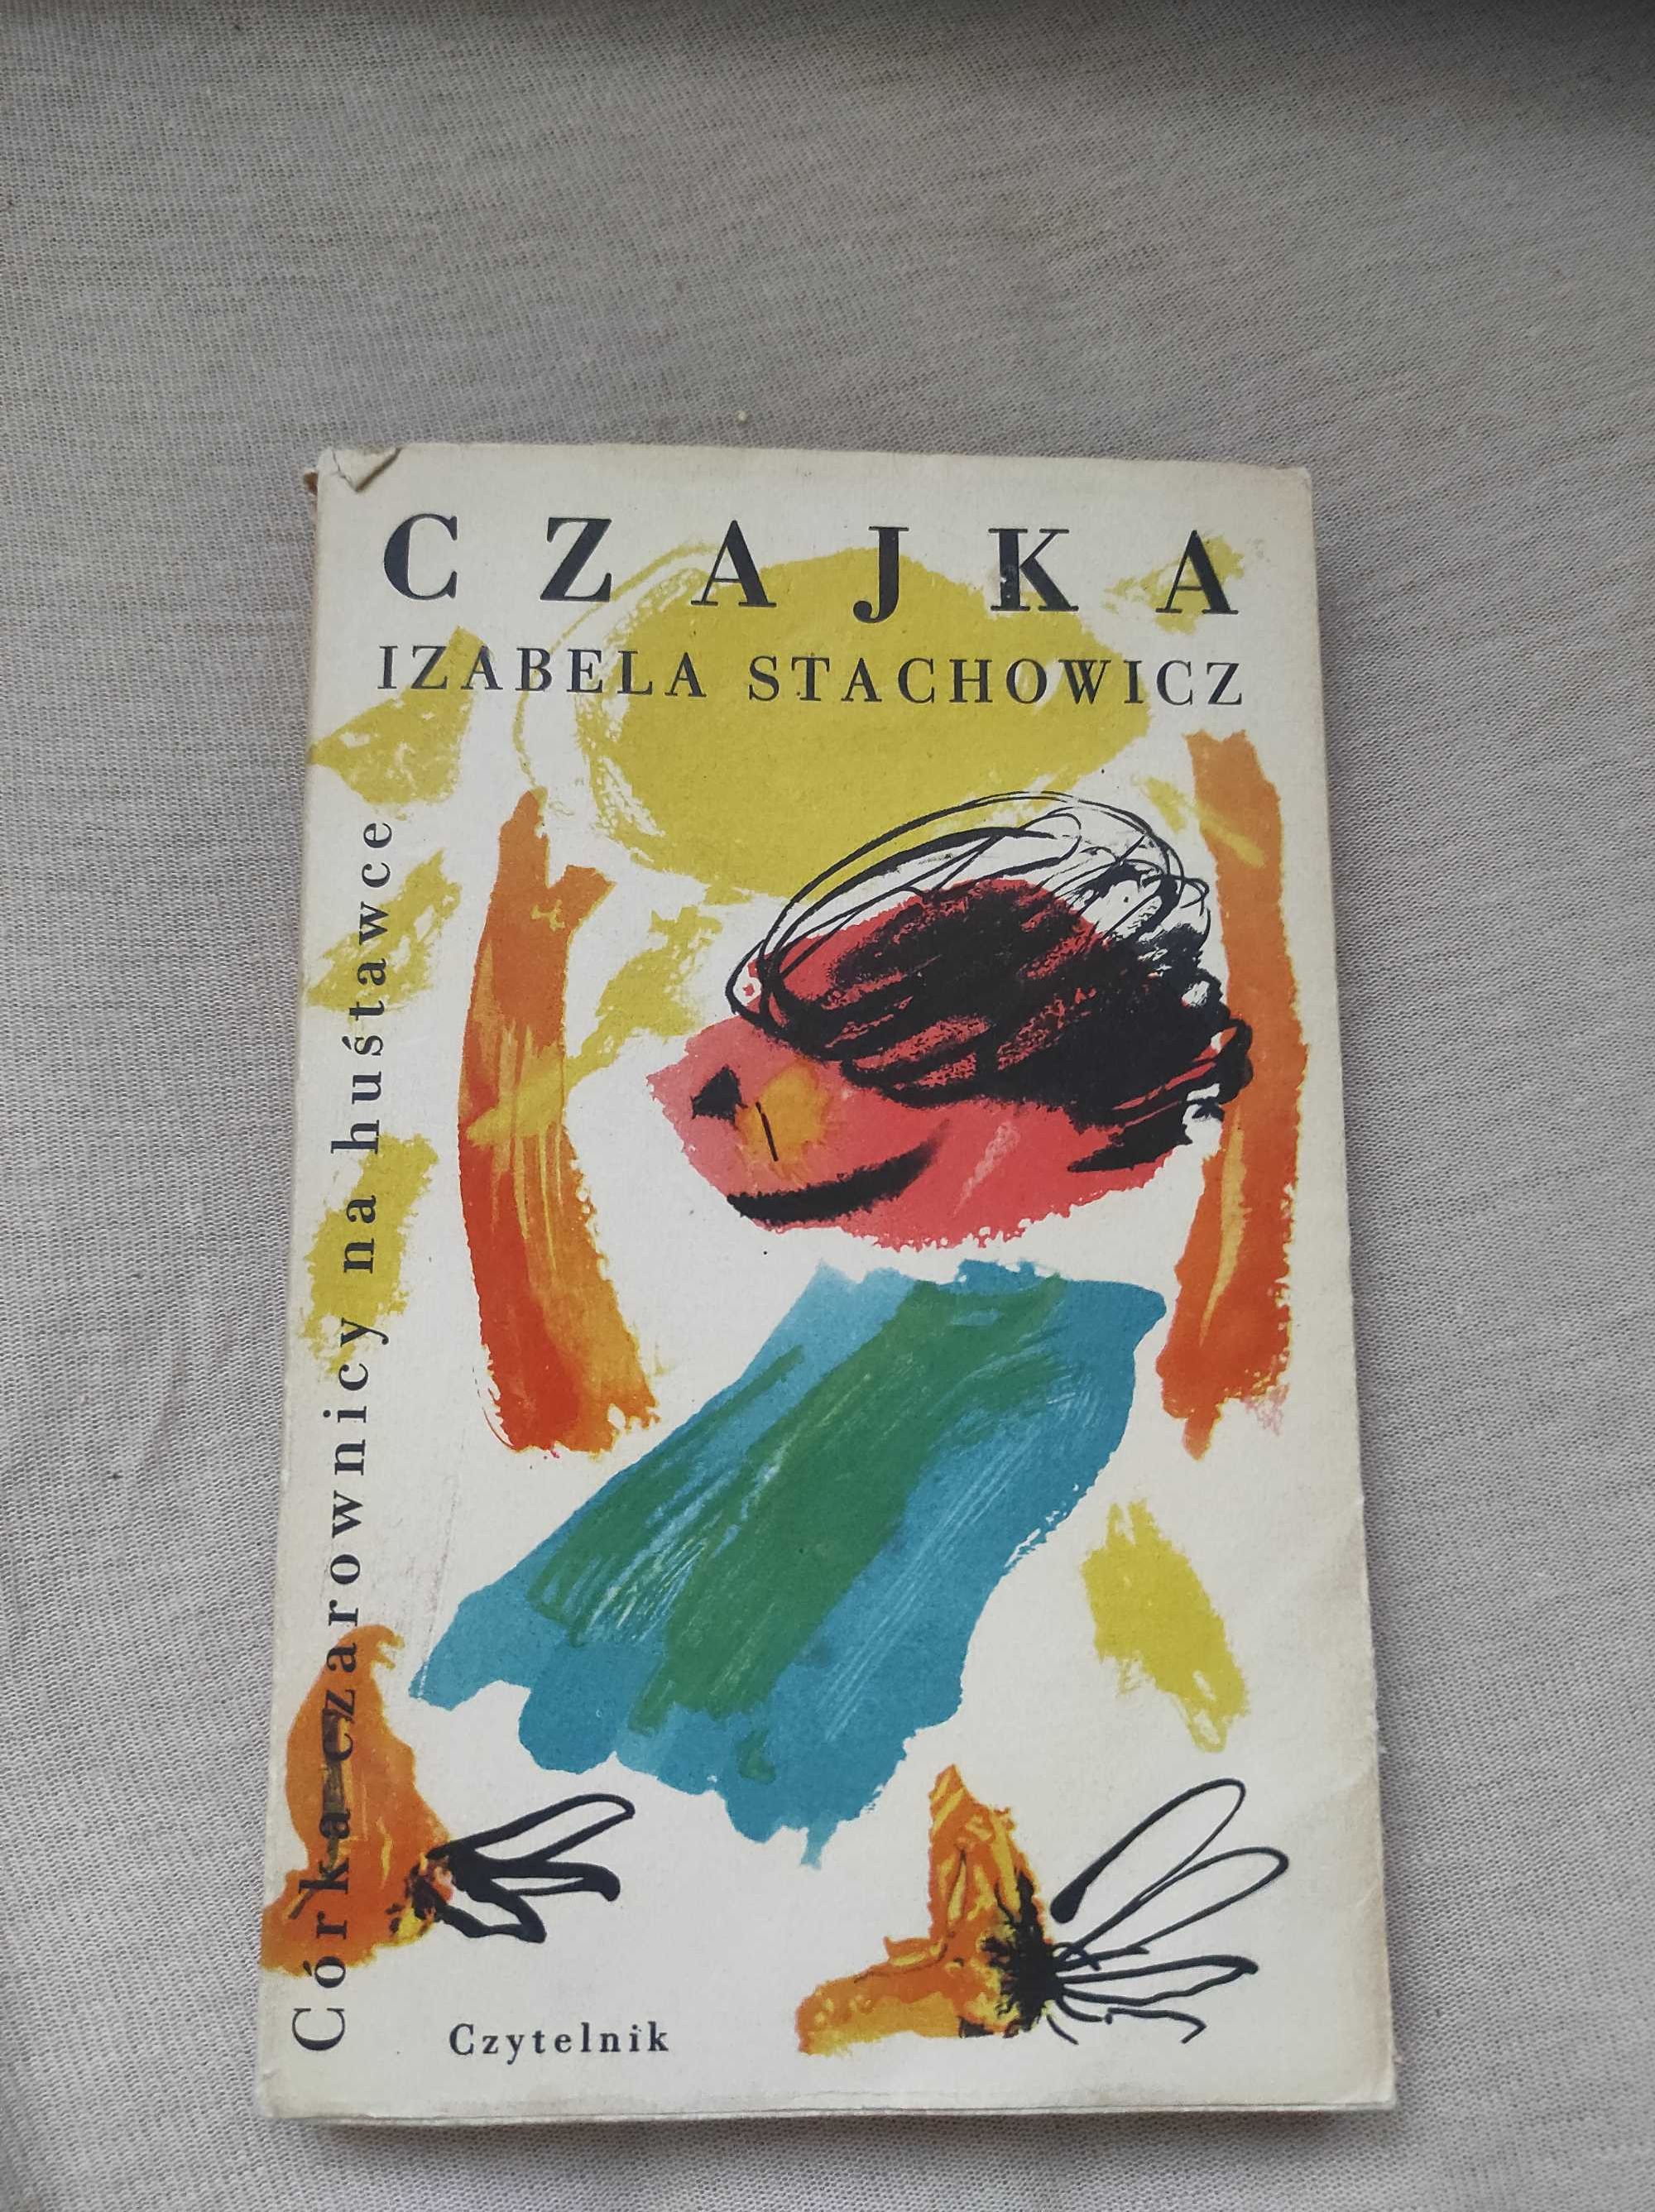 CZAJKA
IZABELA STACHOWICZ
Córka czarownicy na huśtawce
Czytelnik